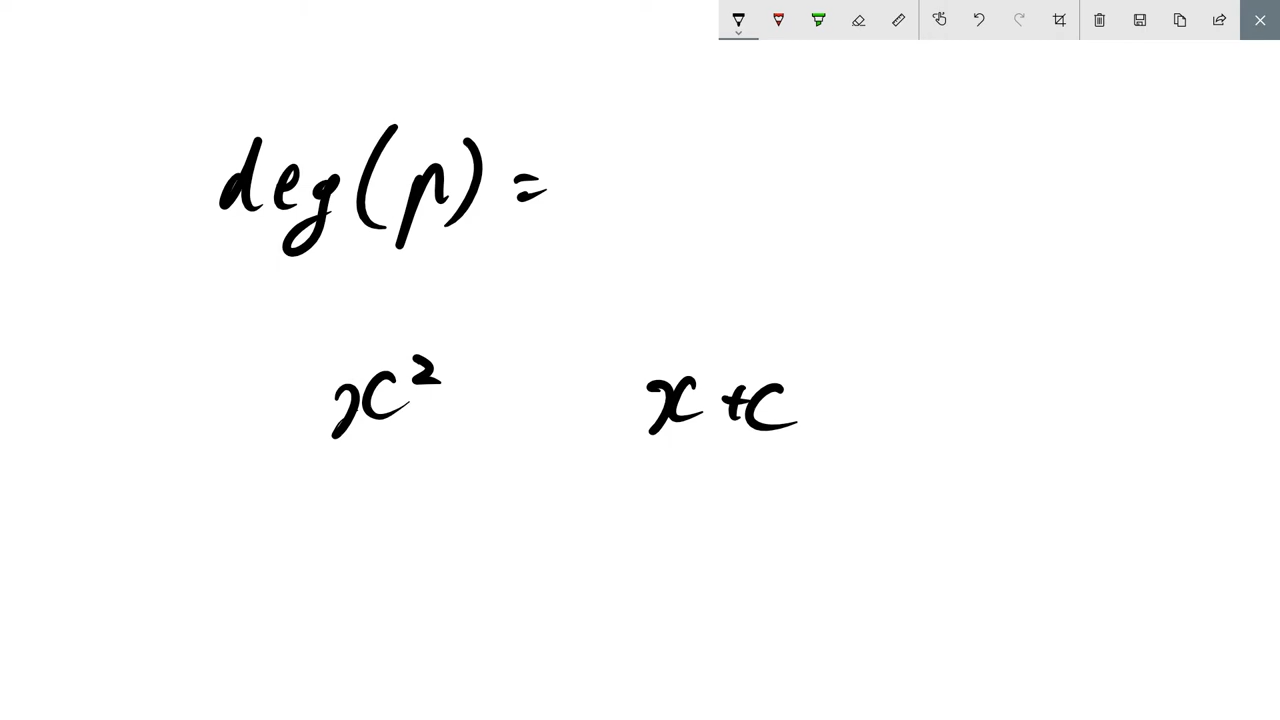 deg(p) =
x² x + c